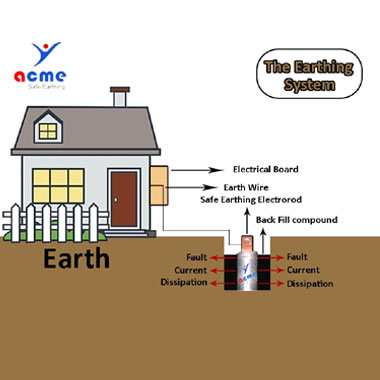 acme
Safe Earthing
The Earthing
System
Electrical Board
Earth Wire
Safe Earthing Electrorod
Back Fill compound
Earth
Fault
Current
Dissipation
acme
Fault
Current
Dissipation